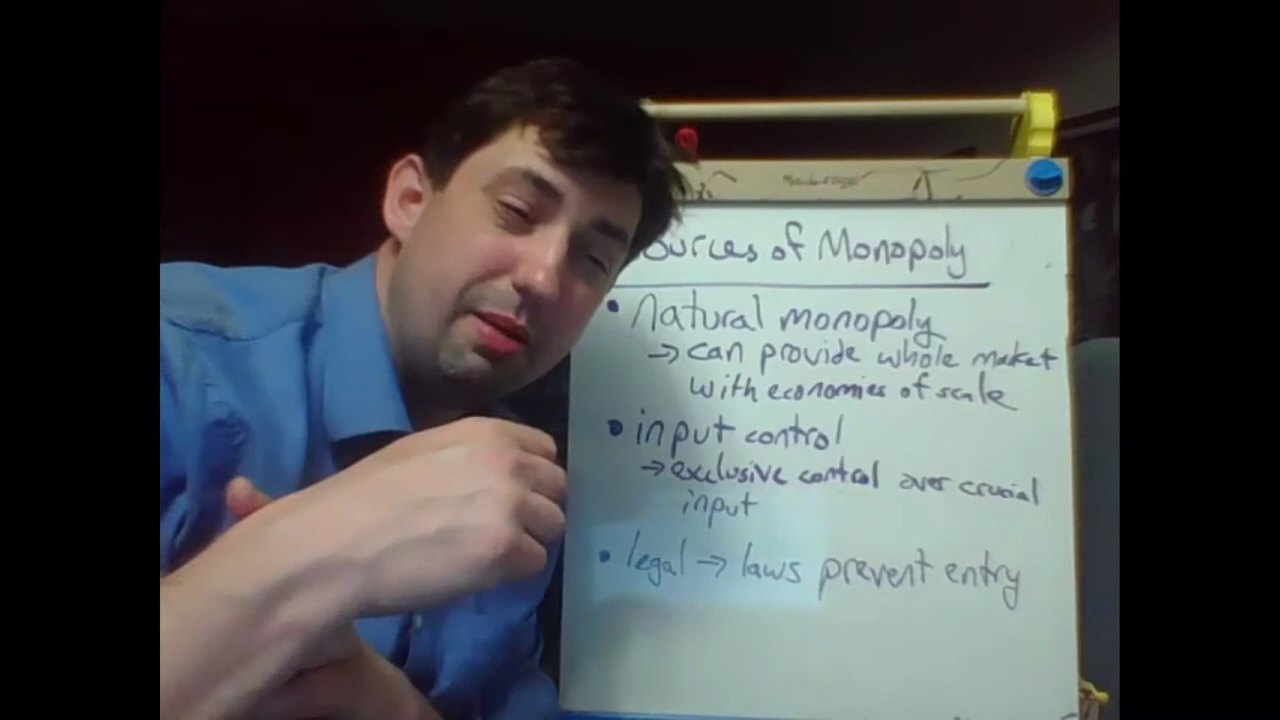 ources of Monopoly
• natural monopoly
→ can provide whole market
with economies of scale
• input control
→ exclusive control over crucial
input
• legal → laws prevent entry